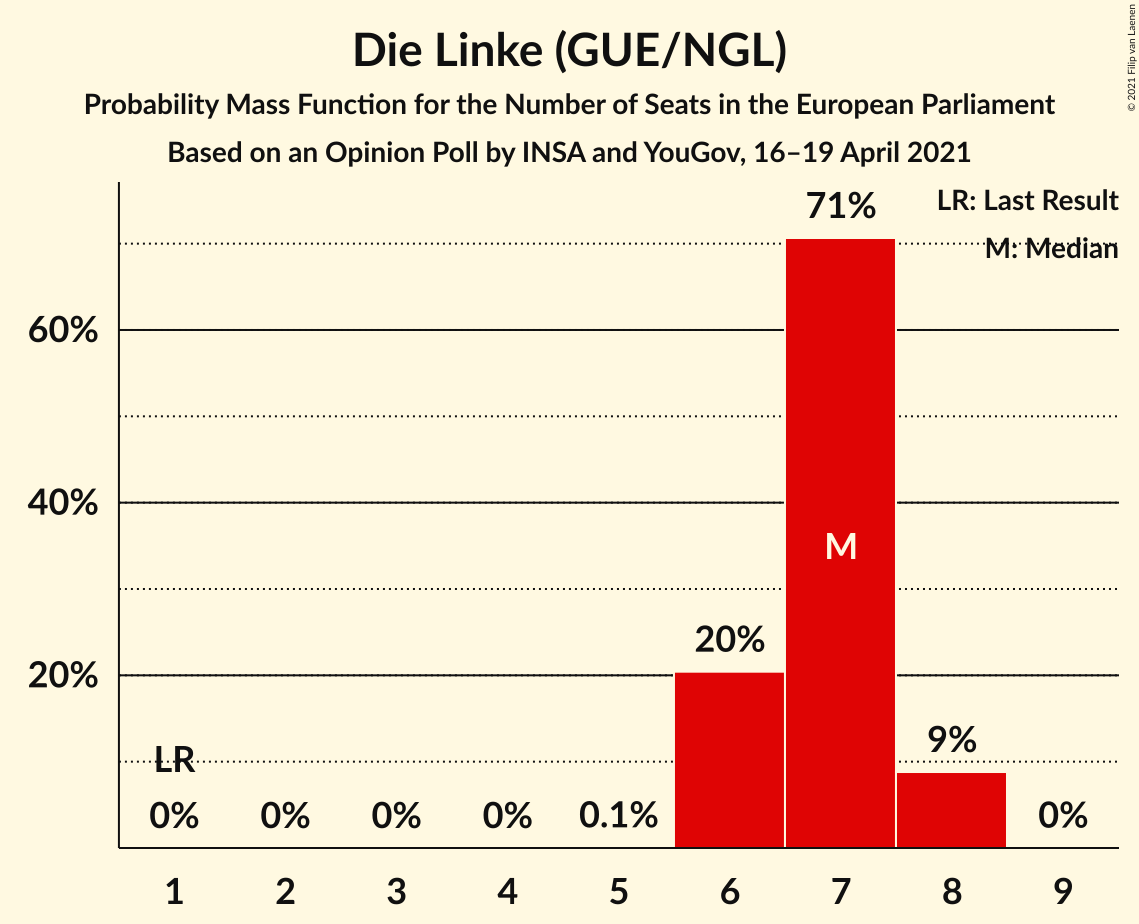 Die Linke (GUE/NGL)
Probability Mass Function for the Number of Seats in the European Parliament
Based on an Opinion Poll by INSA and YouGov, 16–19 April 2021
© 2021 Filip van Laenen
LR: Last Result
M: Median
71%
60%
40%
M
20%
20%
9%
LR
0%
0%
0%
0%
0.1%
0%
1 2 3 4 5 6 7 8 9